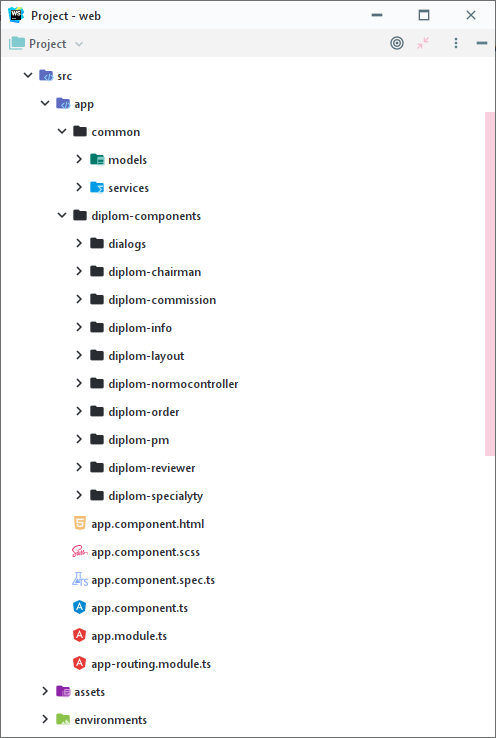 Project - web
Project
src
app
common
models
services
diplom-components
dialogs
diplom-chairman
diplom-commission
diplom-info
diplom-layout
diplom-normocontroller
diplom-order
diplom-pm
diplom-reviewer
diplom-specialyty
app.component.html
app.component.scss
app.component.spec.ts
app.component.ts
app.module.ts
app-routing.module.ts
assets
environments